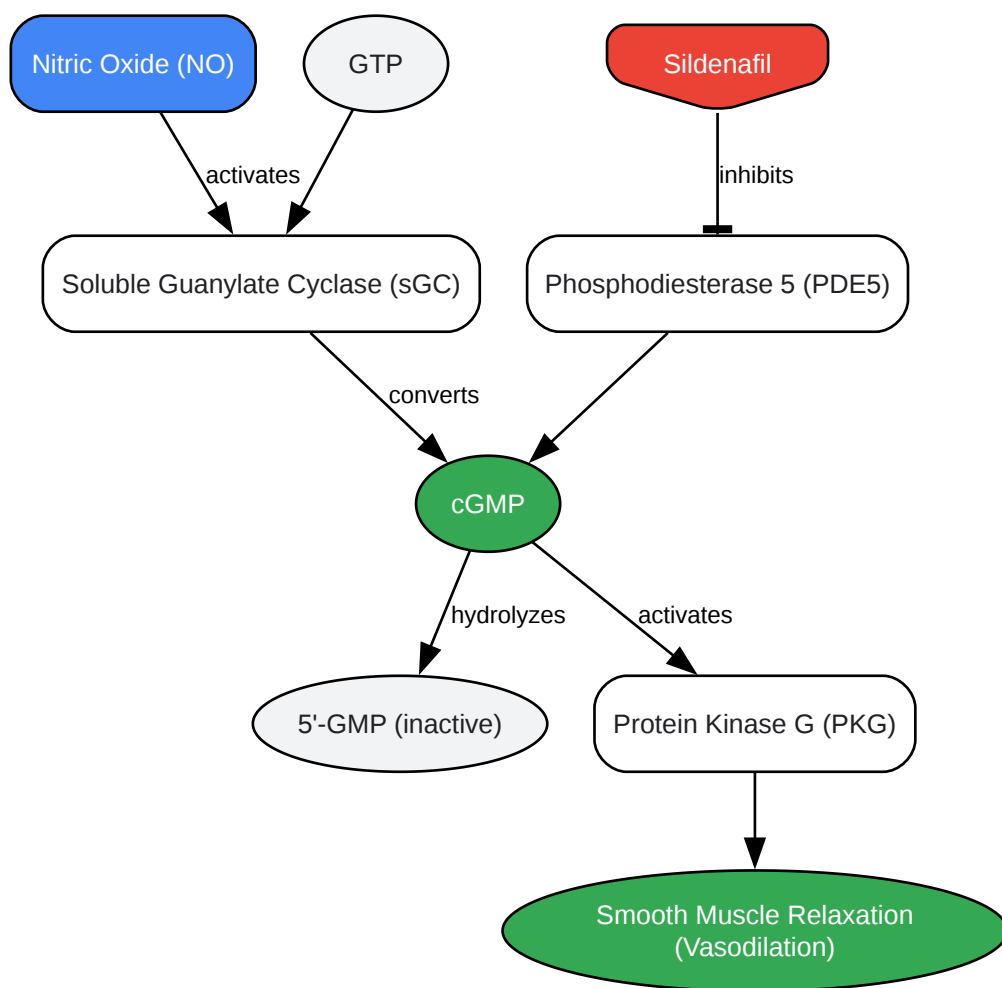 Nitric Oxide (NO)
GTP
Sildenafil
activates
inhibits
Soluble Guanylate Cyclase (sGC)
Phosphodiesterase 5 (PDE5)
converts
cGMP
hydrolyzes
activates
5'-GMP (inactive)
Protein Kinase G (PKG)
Smooth Muscle Relaxation
(Vasodilation)